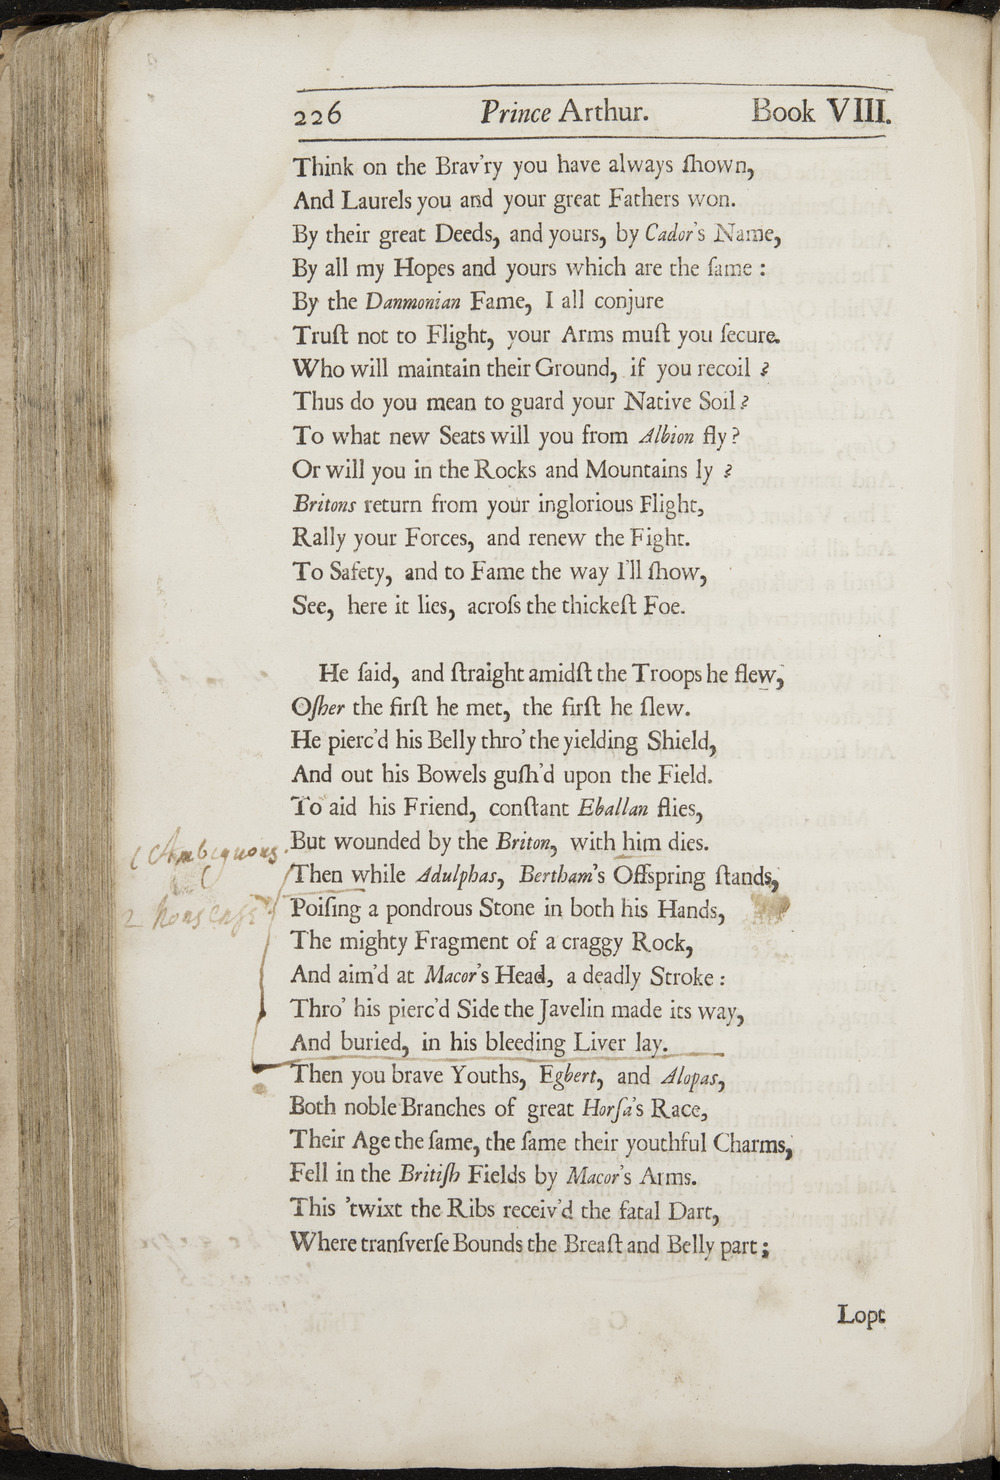 226 Prince Arthur. Book VIII.
Think on the Brav'ry you have always ſhown,
And Laurels you and your great Fathers won.
By their great Deeds, and yours, by Cador's Name,
By all my Hopes and yours which are the ſame :
By the Danmonian Fame, I all conjure
Truſt not to Flight, your Arms muſt you ſecure.
Who will maintain their Ground, if you recoil ?
Thus do you mean to guard your Native Soil?
To what new Seats will you from Albion fly?
Or will you in the Rocks and Mountains ly ?
Britons return from your inglorious Flight,
Rally your Forces, and renew the Fight.
To Safety, and to Fame the way I'll ſhow,
See, here it lies, acroſs the thickeſt Foe.
He ſaid, and ſtraight amidſt the Troops he flew,
Oſher the firſt he met, the firſt he ſlew.
He pierc'd his Belly thro' the yielding Shield,
And out his Bowels guſh'd upon the Field.
To aid his Friend, conſtant Eballan flies,
But wounded by the Briton, with him dies.
1 Ambiguous.
Then while Adulphas, Bertham's Offspring ſtands,
2 nonsense
Poiſing a pondrous Stone in both his Hands,
The mighty Fragment of a craggy Rock,
And aim'd at Macor's Head, a deadly Stroke :
Thro' his pierc'd Side the Javelin made its way,
And buried, in his bleeding Liver lay.
Then you brave Youths, Egbert, and Alopas,
Both noble Branches of great Horſa's Race,
Their Age the ſame, the ſame their youthful Charms,
Fell in the Britiſh Fields by Macor's Arms.
This 'twixt the Ribs receiv'd the fatal Dart,
Where tranſverſe Bounds the Breaſt and Belly part ;
Lopt